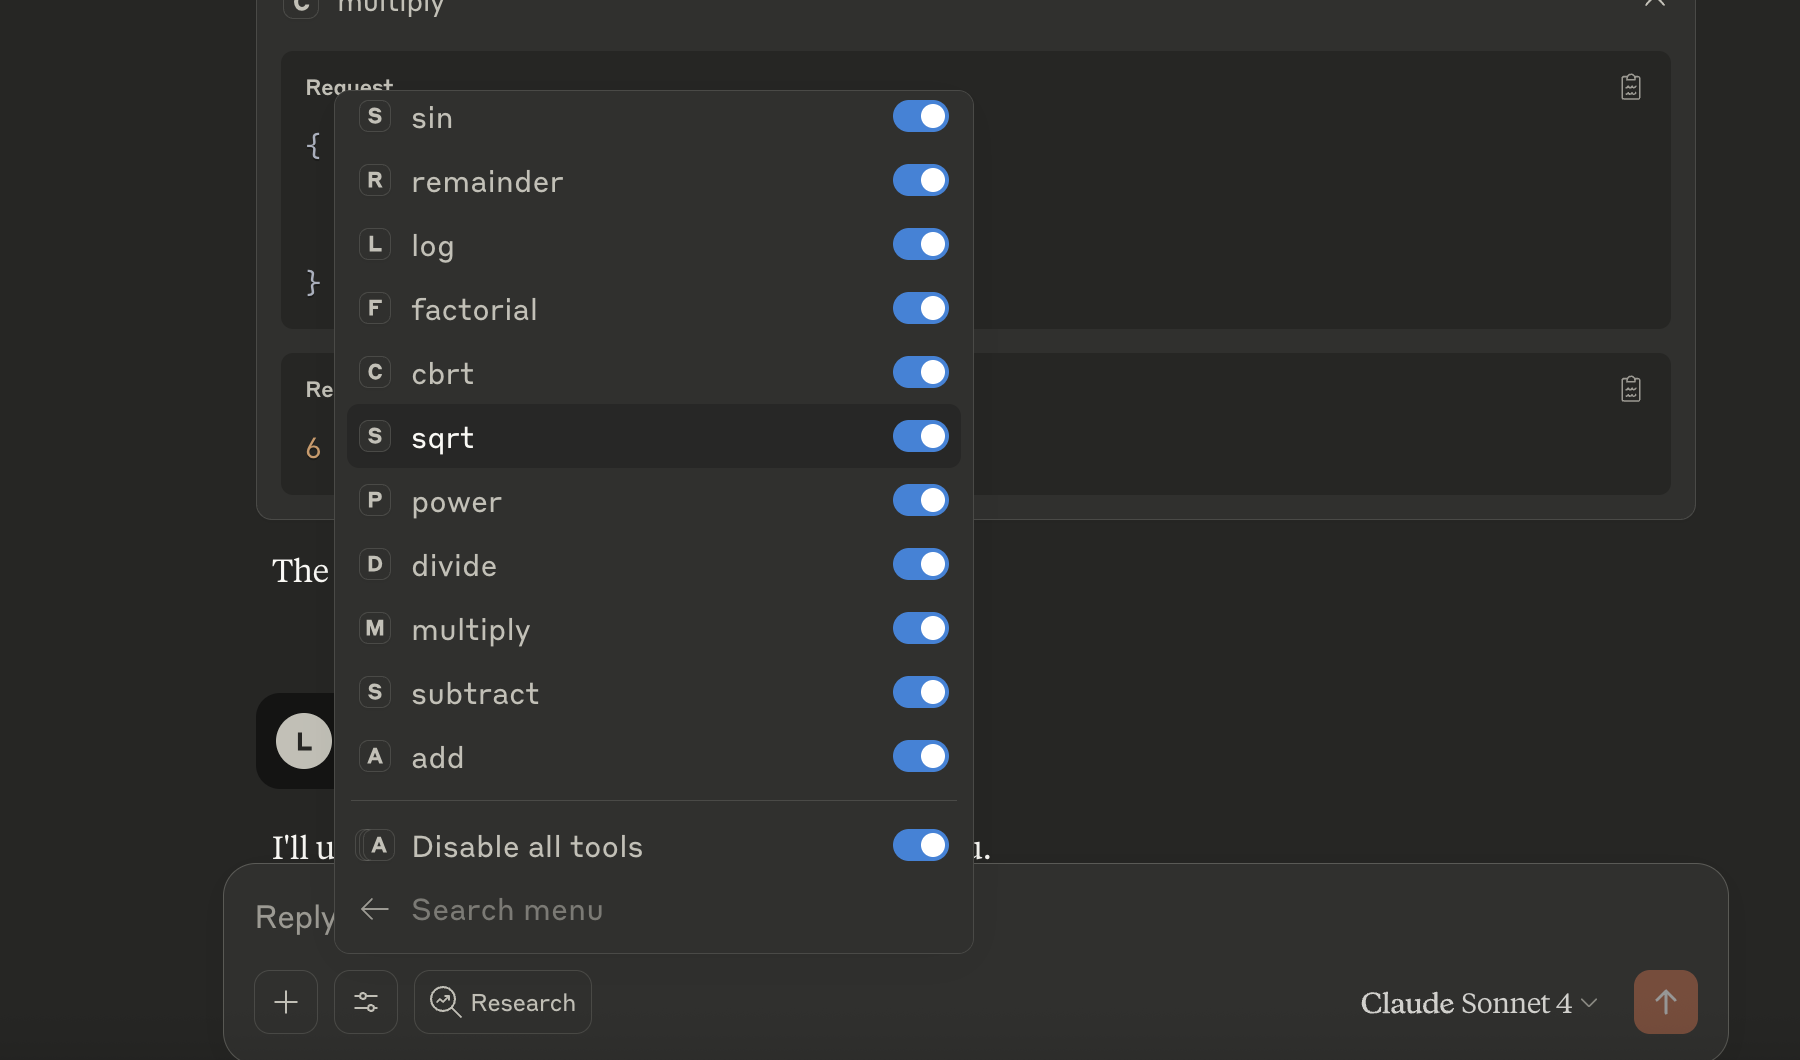 C multiply
Request
{
}
Re
6
S sin
R remainder
L log
F factorial
C cbrt
S sqrt
P power
D divide
M multiply
S subtract
A add
A Disable all tools
Search menu
The
L
I'll u
u.
Reply
Research
Claude Sonnet 4